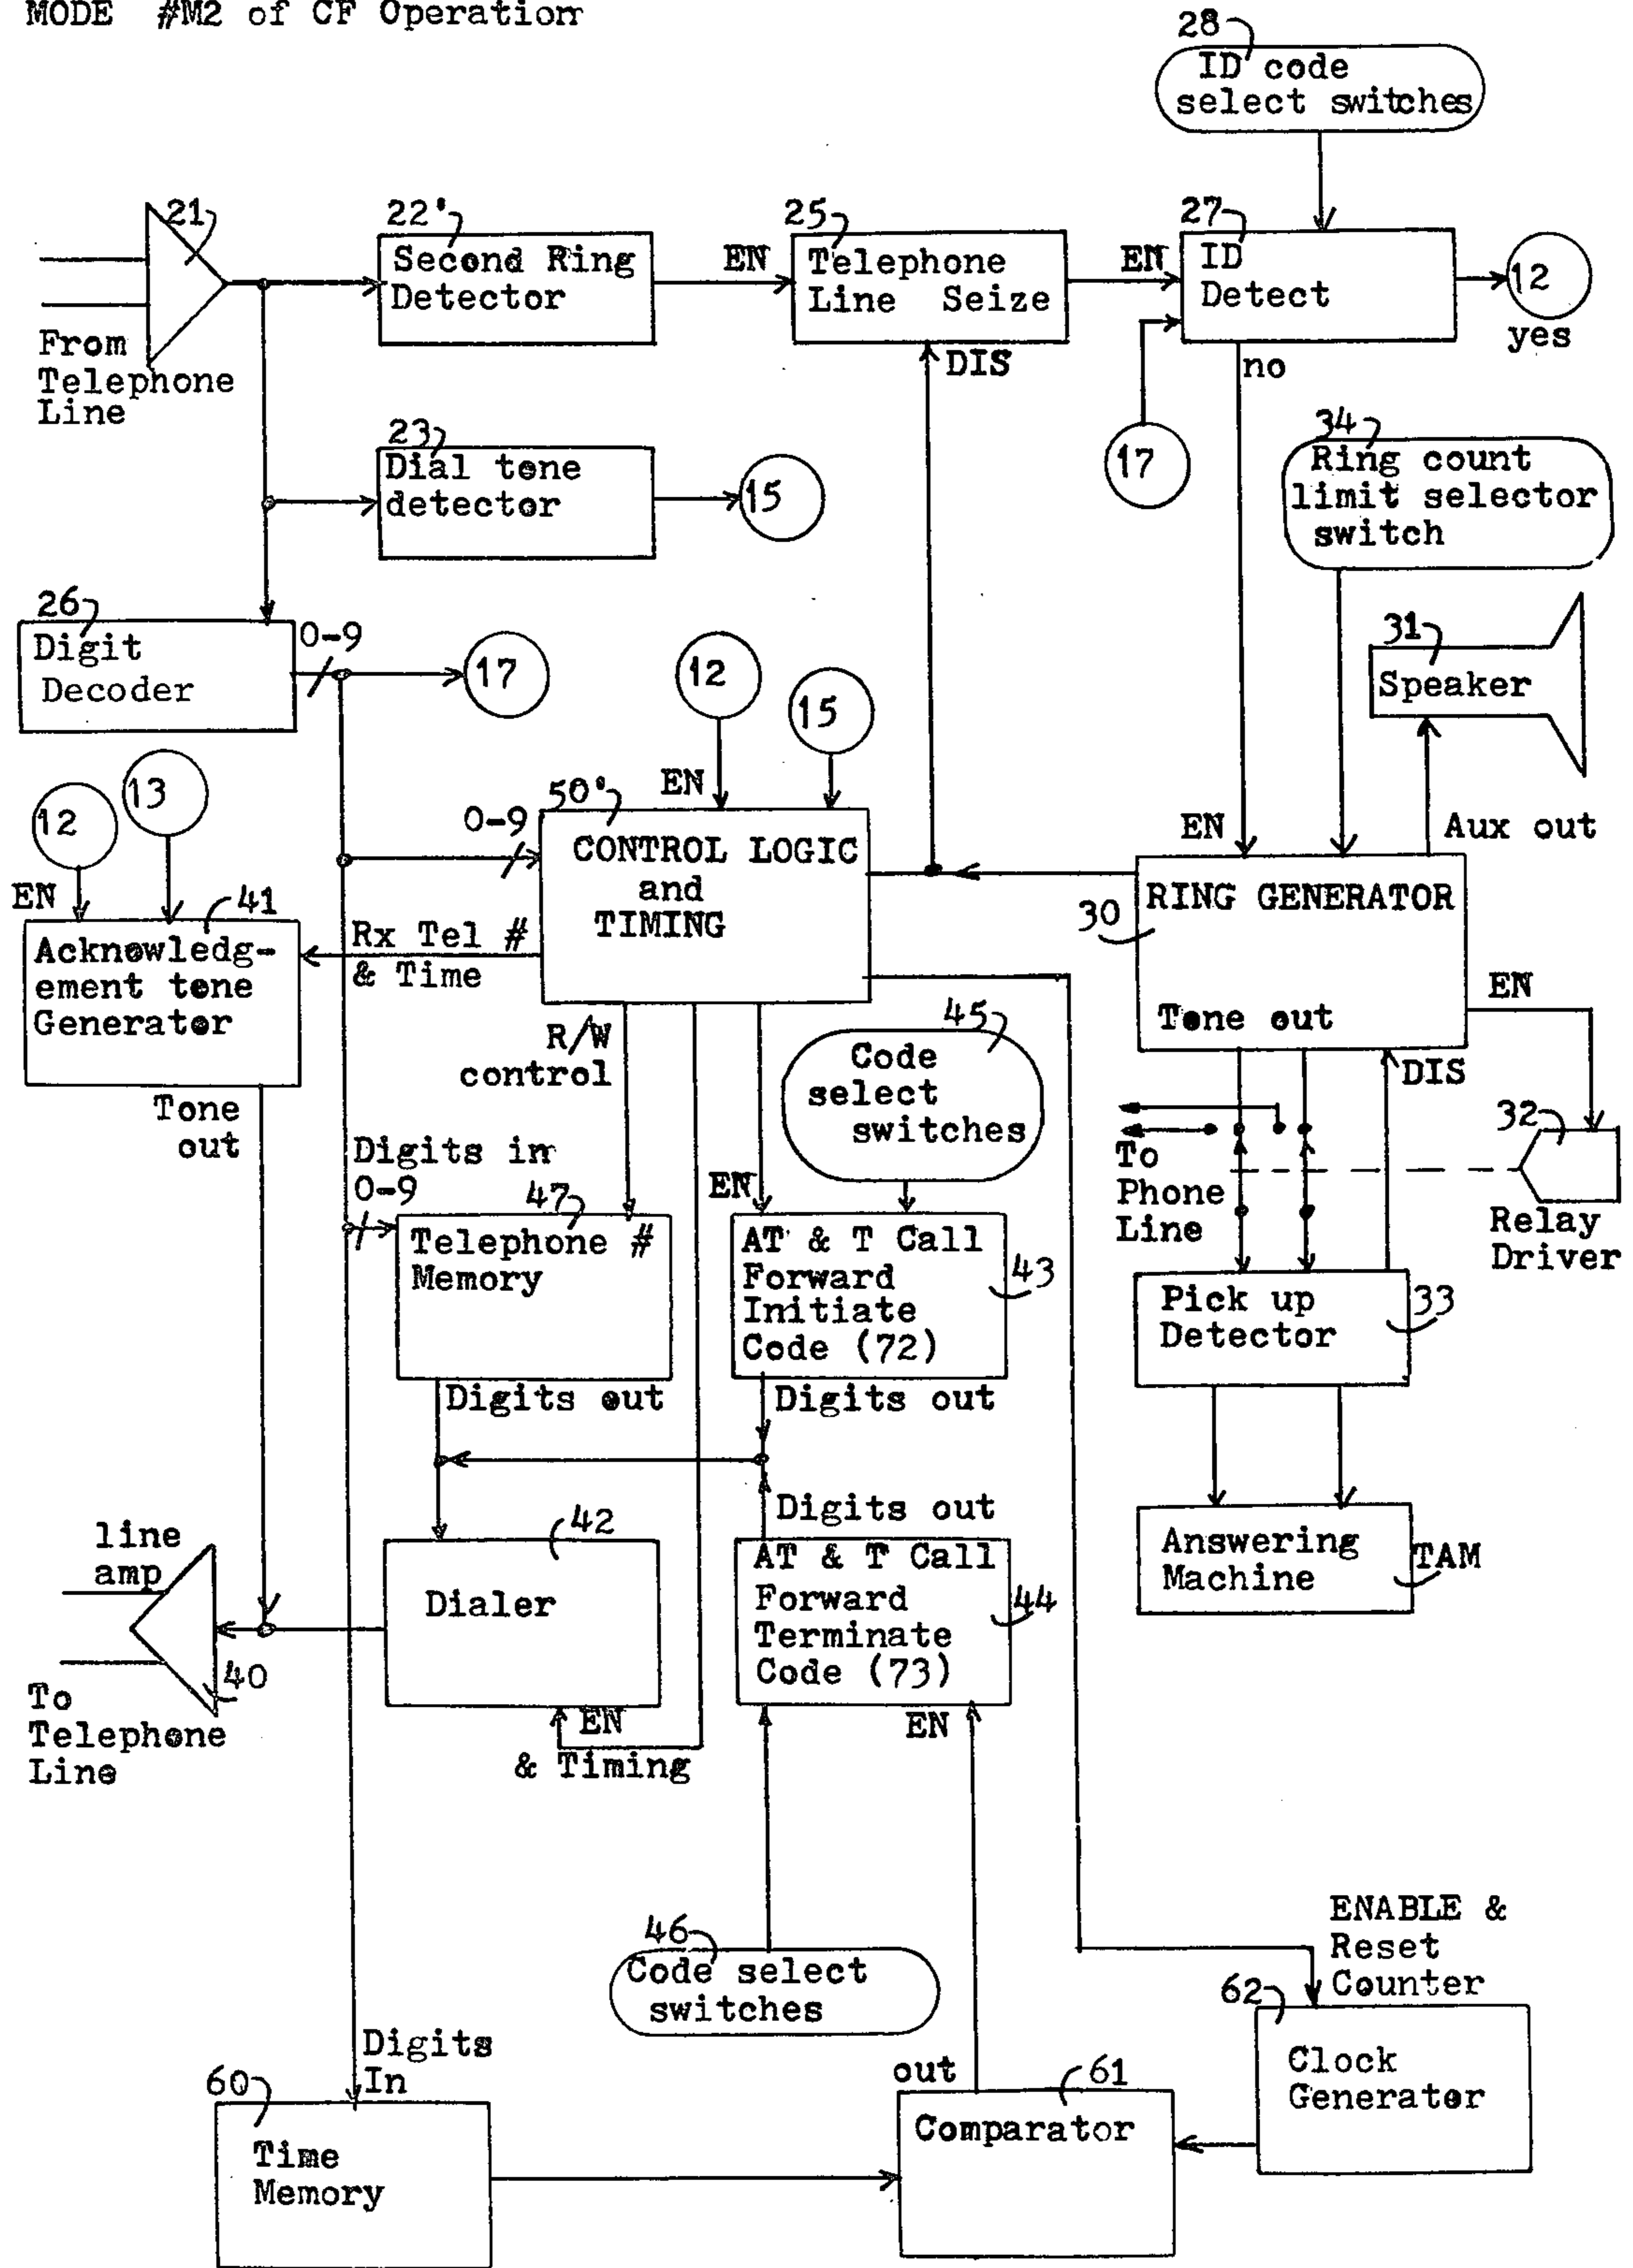 MODE #M2 of CF Operation
28
ID code
select switches
21
22'
Second Ring
Detector
EN
25
Telephone
Line Seize
EN
27
ID
Detect
12
yes
From
Telephone
Line
DIS
no
17
23
Dial tone
detector
15
34
Ring count
limit selector
switch
26
Digit
Decoder
0-9
17
12
15
31
Speaker
12
13
EN
50'
EN
0-9
CONTROL LOGIC
and
TIMING
EN
Aux out
RING GENERATOR
30
Tone out
41
Acknowledg-
ement tone
Generator
Rx Tel #
& Time
EN
R/W
control
45
Code
select
switches
DIS
Tone
out
To
Phone
Line
32
Relay
Driver
Digits in
0-9
47
Telephone #
Memory
EN
AT & T Call
Forward
Initiate
Code (72)
43
Pick up
Detector
33
Digits out
Digits out
Digits out
line
amp
42
Dialer
AT & T Call
Forward
Terminate
Code (73)
44
Answering
Machine
TAM
40
To
Telephone
Line
EN
& Timing
EN
46
Code select
switches
ENABLE &
Reset
Counter
62
Clock
Generator
Digits
In
60
Time
Memory
out
61
Comparator